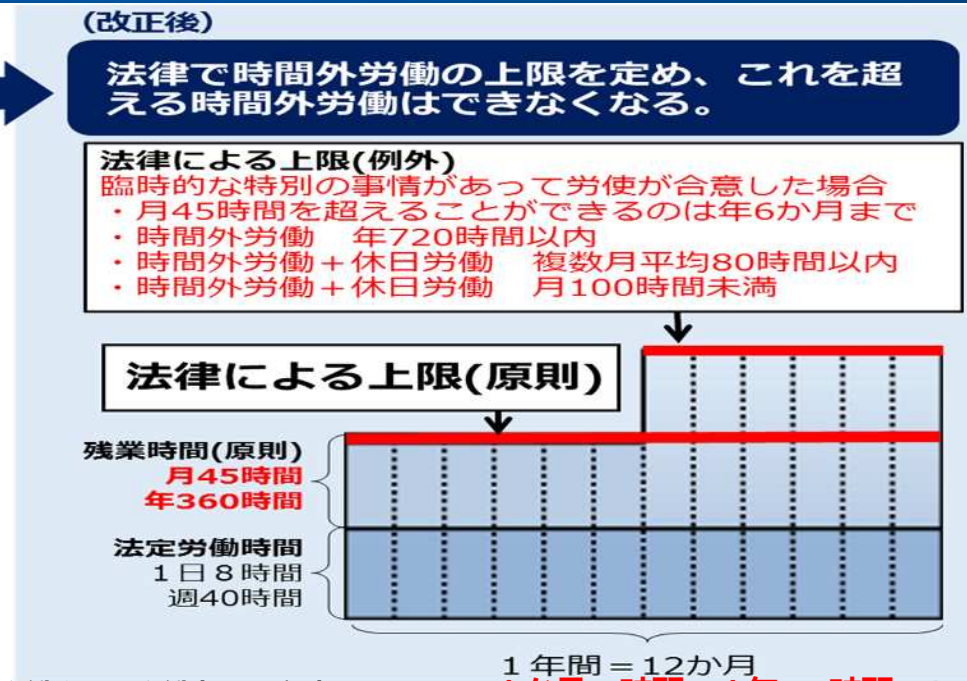 (改正後)
法律で時間外労働の上限を定め、これを超
える時間外労働はできなくなる。
法律による上限(例外)
臨時的な特別の事情があって労使が合意した場合
・月45時間を超えることができるのは年6か月まで
・時間外労働　年720時間以内
・時間外労働＋休日労働　複数月平均80時間以内
・時間外労働＋休日労働　月100時間未満
法律による上限(原則)
残業時間(原則)
月45時間
年360時間
法定労働時間
１日８時間
週40時間
１年間＝12か月